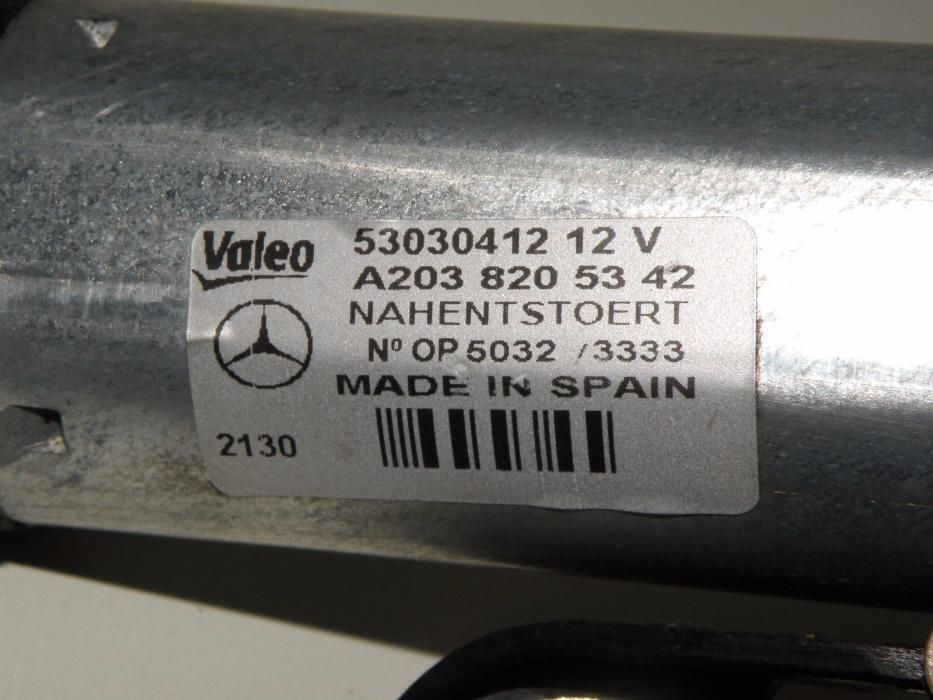 Valeo 53030412 12 V
A203 820 53 42
NAHENTSTOERT
Nº OP 5032 /3333
MADE IN SPAIN
2130